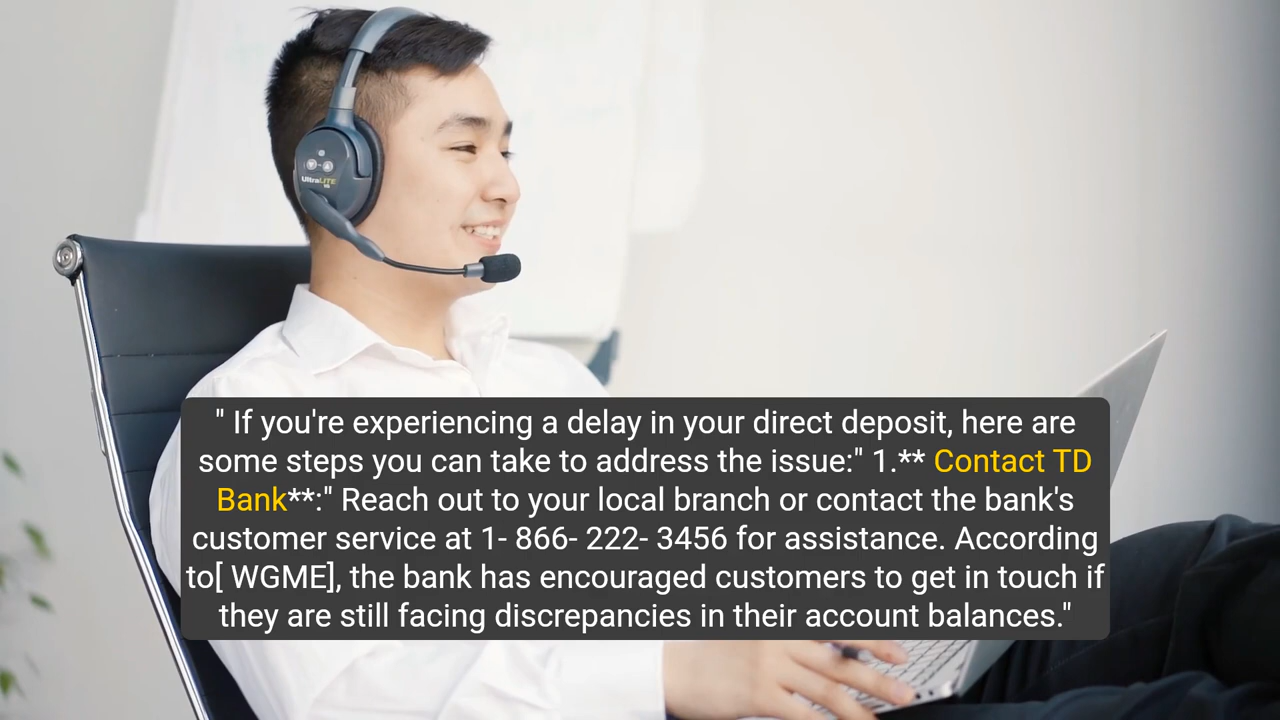 UltraLITE
" If you're experiencing a delay in your direct deposit, here are
some steps you can take to address the issue:" 1.** Contact TD
Bank**:" Reach out to your local branch or contact the bank's
customer service at 1- 866- 222- 3456 for assistance. According
to[ WGME], the bank has encouraged customers to get in touch if
they are still facing discrepancies in their account balances."